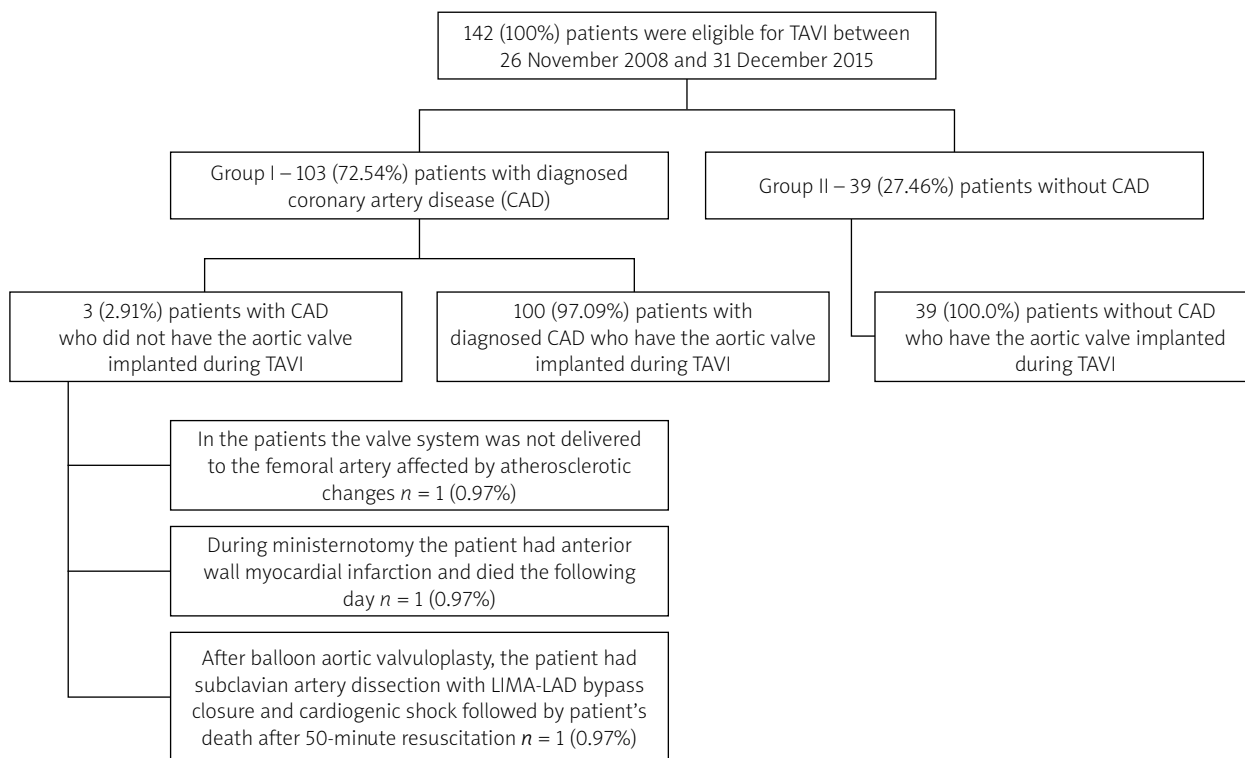 142 (100%) patients were eligible for TAVI between
26 November 2008 and 31 December 2015
Group I – 103 (72.54%) patients with diagnosed
coronary artery disease (CAD)
Group II – 39 (27.46%) patients without CAD
3 (2.91%) patients with CAD
who did not have the aortic valve
implanted during TAVI
100 (97.09%) patients with
diagnosed CAD who have the aortic valve
implanted during TAVI
39 (100.0%) patients without CAD
who have the aortic valve implanted
during TAVI
In the patients the valve system was not delivered
to the femoral artery affected by atherosclerotic
changes n = 1 (0.97%)
During ministernotomy the patient had anterior
wall myocardial infarction and died the following
day n = 1 (0.97%)
After balloon aortic valvuloplasty, the patient had
subclavian artery dissection with LIMA-LAD bypass
closure and cardiogenic shock followed by patient’s
death after 50-minute resuscitation n = 1 (0.97%)